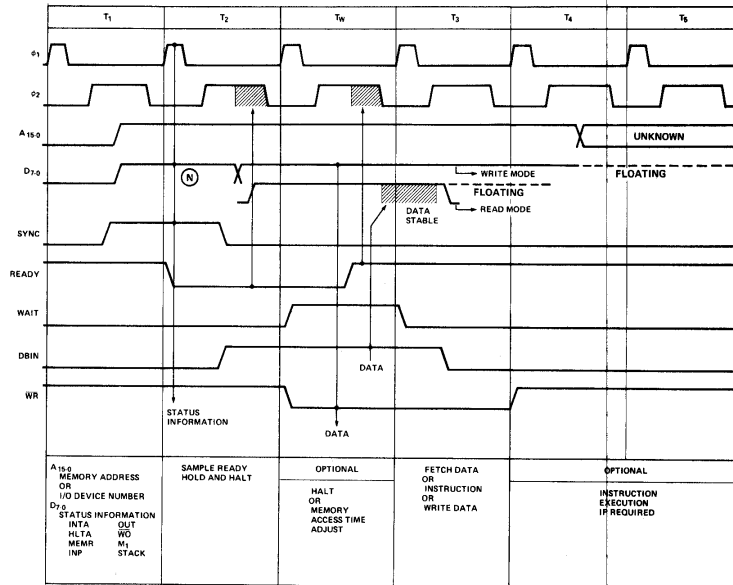 T1 T2 TW T3 T4 T5
φ1
φ2
A15-0
UNKNOWN
D7-0
N
WRITE MODE
FLOATING
FLOATING
DATA STABLE
READ MODE
SYNC
READY
WAIT
DBIN
DATA
WR
STATUS INFORMATION
DATA
A15-0
MEMORY ADDRESS
OR
I/O DEVICE NUMBER
D7-0
STATUS INFORMATION
INTA OUT
HLTA WO
MEMR M1
INP STACK
SAMPLE READY
HOLD AND HALT
OPTIONAL
HALT
OR
MEMORY
ACCESS TIME
ADJUST
FETCH DATA
OR
INSTRUCTION
OR
WRITE DATA
OPTIONAL
INSTRUCTION
EXECUTION
IF REQUIRED